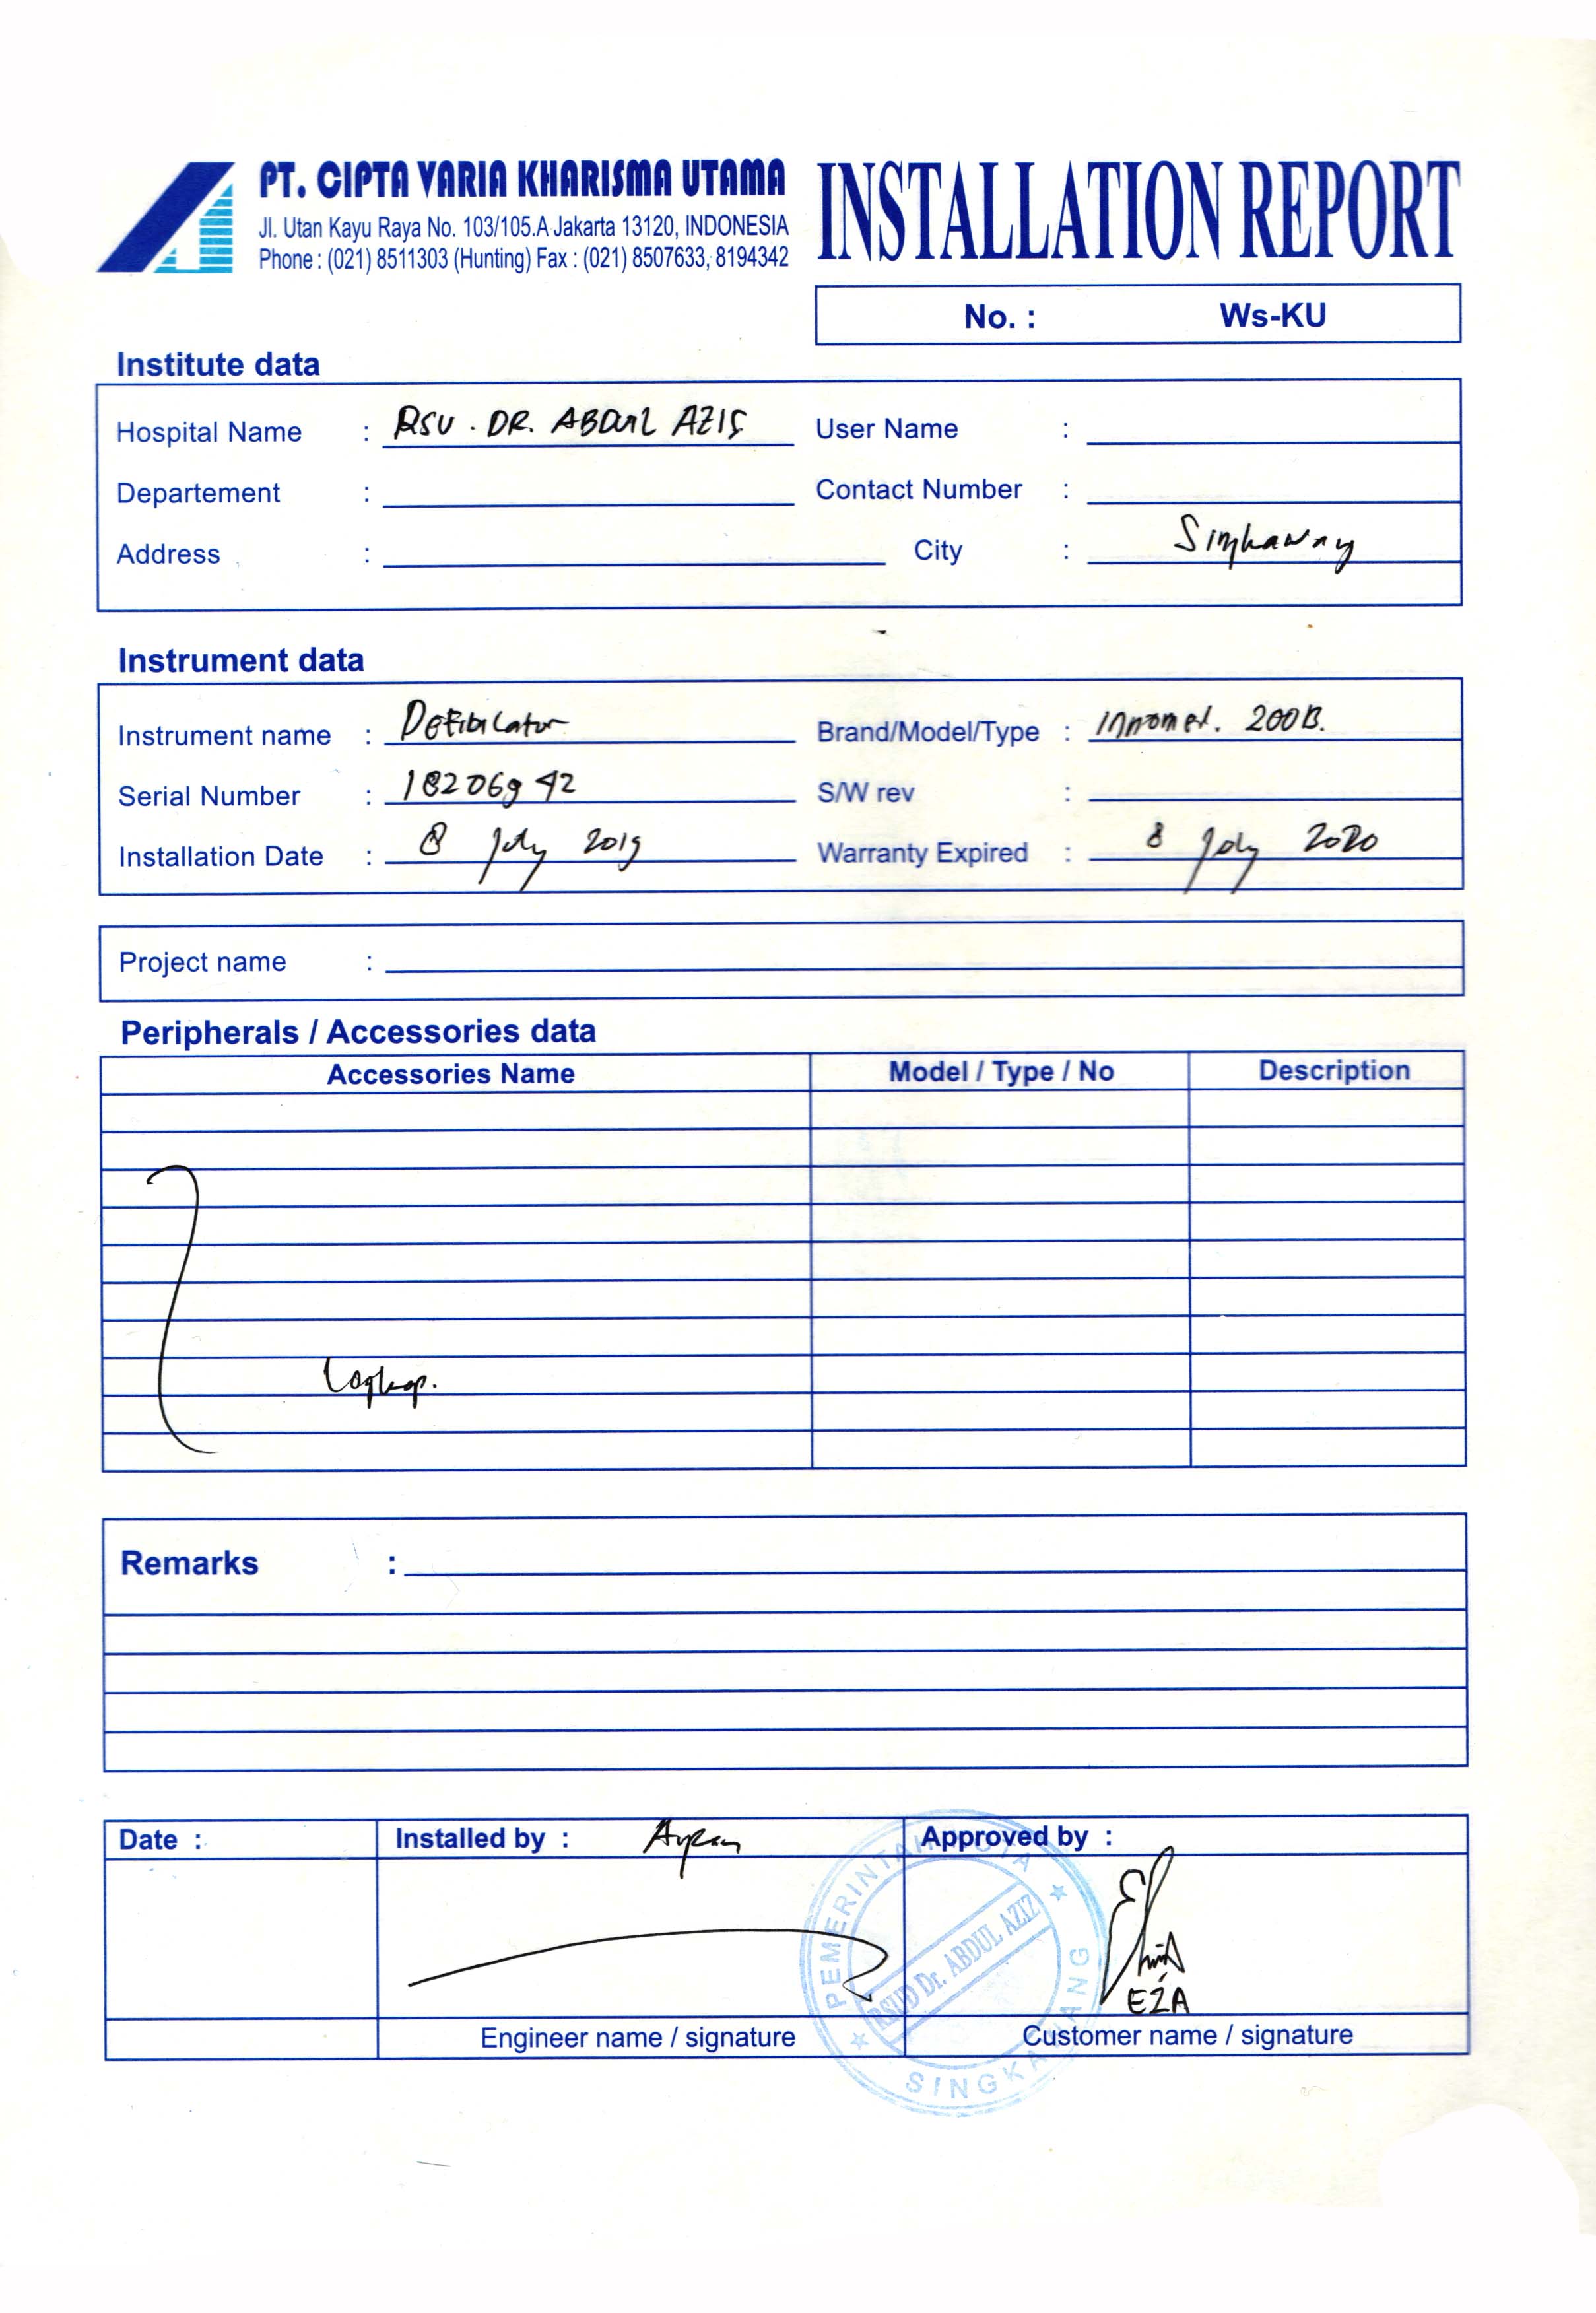 PT. CIPTA VARIA KHARISMA UTAMA
Jl. Utan Kayu Raya No. 103/105.A Jakarta 13120, INDONESIA
Phone : (021) 8511303 (Hunting) Fax : (021) 8507633, 8194342
INSTALLATION REPORT
No. : Ws-KU
Institute data
Hospital Name : RSU . DR. ABDUL AZIS User Name :
Departement : Contact Number :
Address : City : Singkawang
Instrument data
Instrument name : Defibilator Brand/Model/Type : 200B.
Serial Number : 18206942 S/W rev :
Installation Date : 8 July 2019 Warranty Expired : 8 July 2020
Project name :
Peripherals / Accessories data
Accessories Name Model / Type / No Description
Lengkap.
Remarks :
Date : Installed by : Approved by :
PEMERINTAH KOTA
RSUD Dr. ABDUL AZIZ
SINGKAWANG
EZA
Engineer name / signature Customer name / signature